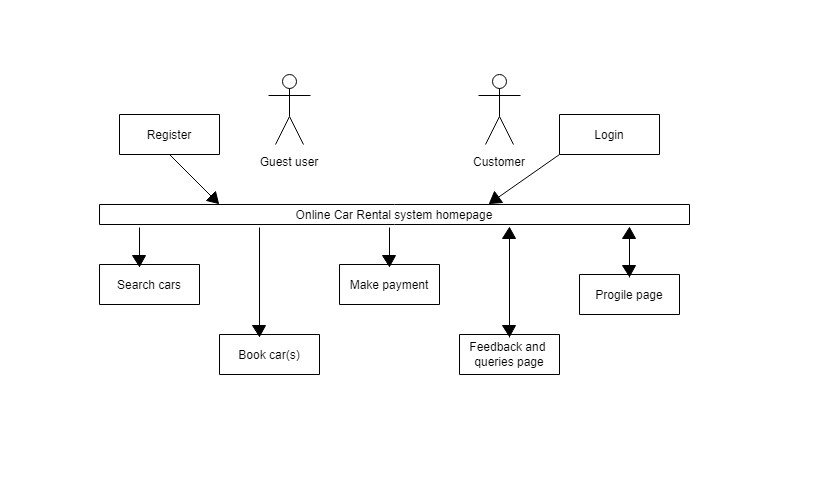 Register
Login
Guest user
Customer
Online Car Rental system homepage
Search cars
Make payment
Progile page
Book car(s)
Feedback and
queries page